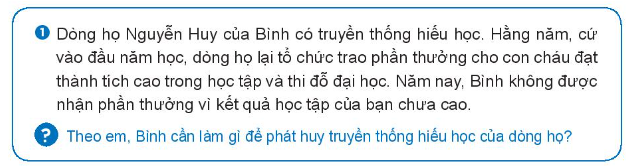 1 Dòng họ Nguyễn Huy của Bình có truyền thống hiếu học. Hằng năm, cứ
vào đầu năm học, dòng họ lại tổ chức trao phần thưởng cho con cháu đạt
thành tích cao trong học tập và thi đỗ đại học. Năm nay, Bình không được
nhận phần thưởng vì kết quả học tập của bạn chưa cao.
? Theo em, Bình cần làm gì để phát huy truyền thống hiếu học của dòng họ?